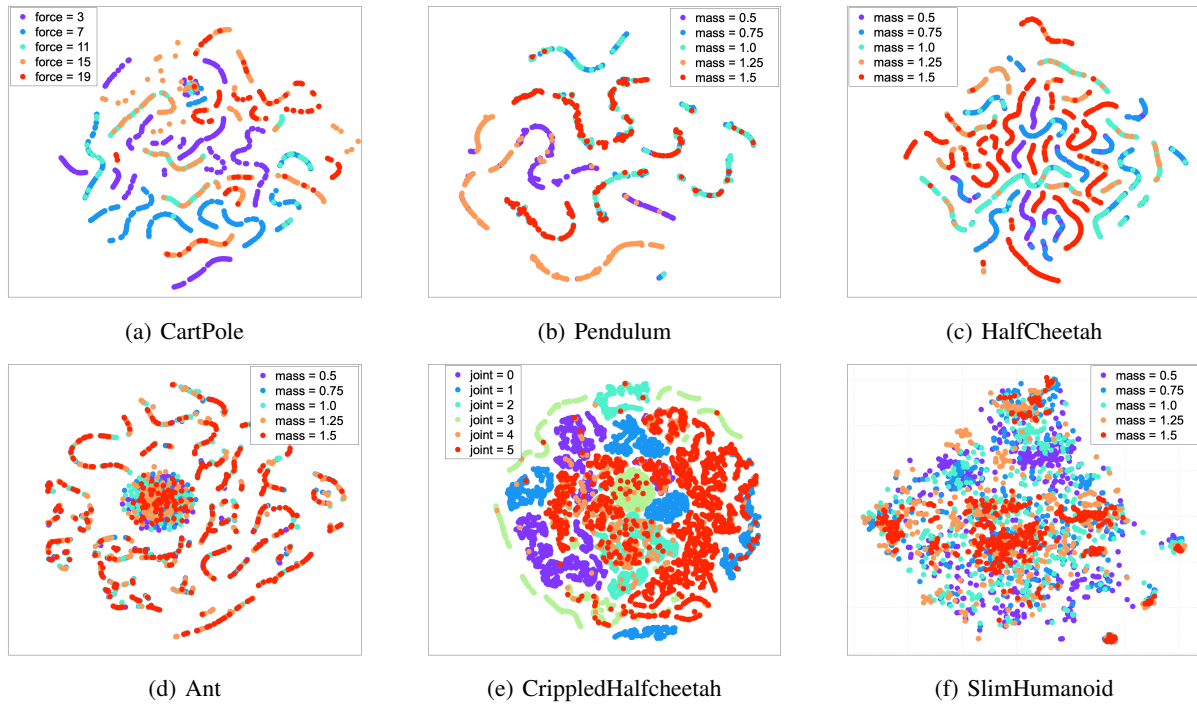 force = 3
force = 7
force = 11
force = 15
force = 19
(a) CartPole
mass = 0.5
mass = 0.75
mass = 1.0
mass = 1.25
mass = 1.5
(b) Pendulum
mass = 0.5
mass = 0.75
mass = 1.0
mass = 1.25
mass = 1.5
(c) HalfCheetah
mass = 0.5
mass = 0.75
mass = 1.0
mass = 1.25
mass = 1.5
(d) Ant
joint = 0
joint = 1
joint = 2
joint = 3
joint = 4
joint = 5
(e) CrippledHalfcheetah
mass = 0.5
mass = 0.75
mass = 1.0
mass = 1.25
mass = 1.5
(f) SlimHumanoid